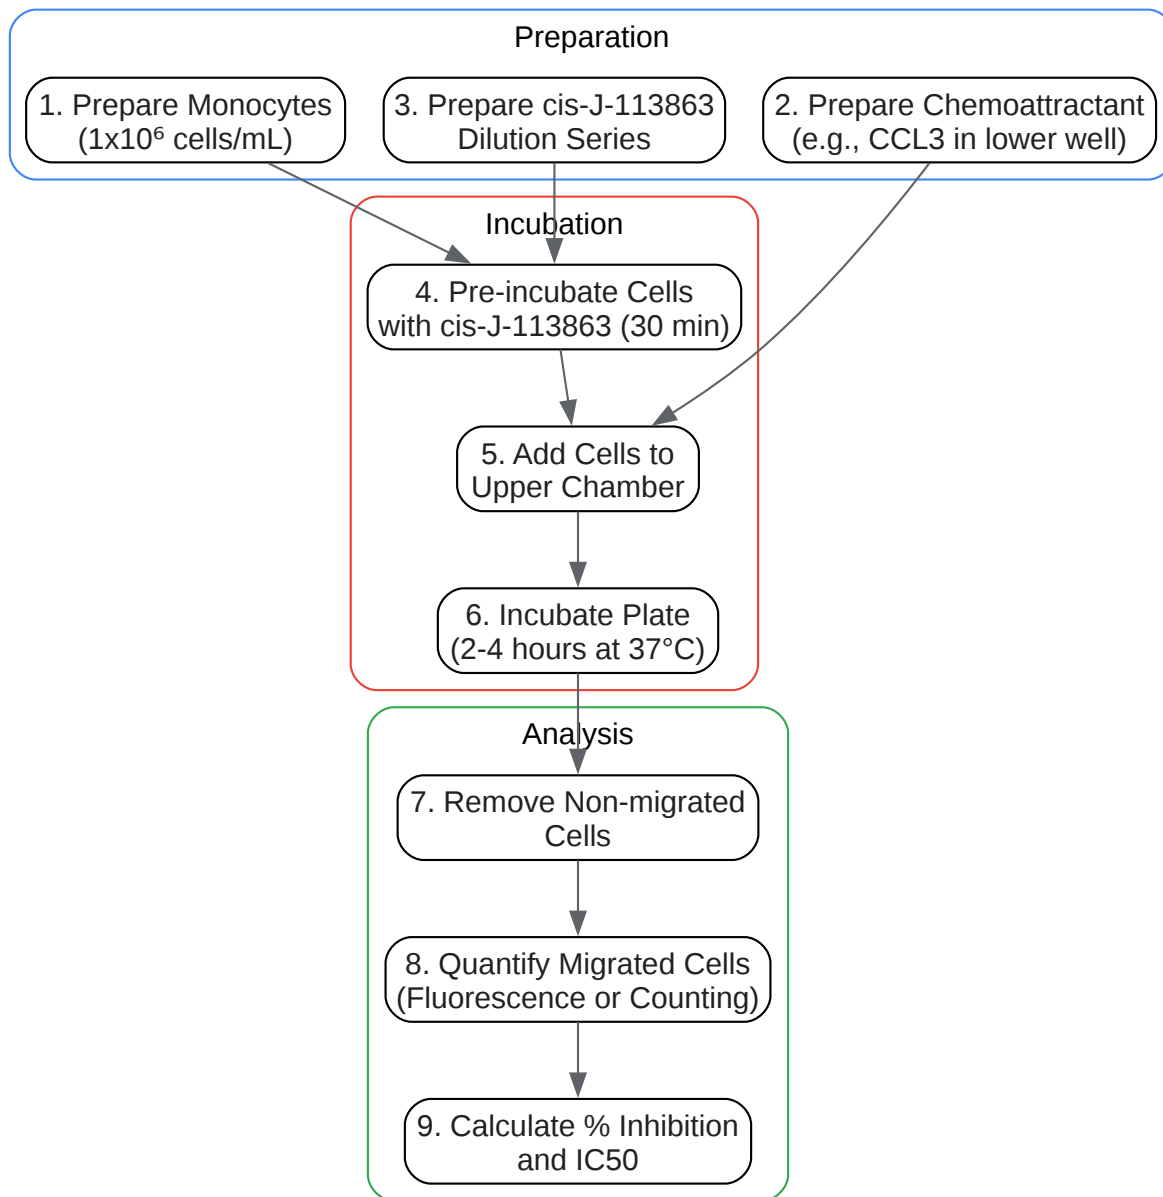 Preparation
1. Prepare Monocytes
(1x10⁶ cells/mL)
3. Prepare cis-J-113863
Dilution Series
2. Prepare Chemoattractant
(e.g., CCL3 in lower well)
Incubation
4. Pre-incubate Cells
with cis-J-113863 (30 min)
5. Add Cells to
Upper Chamber
6. Incubate Plate
(2-4 hours at 37°C)
Analysis
7. Remove Non-migrated
Cells
8. Quantify Migrated Cells
(Fluorescence or Counting)
9. Calculate % Inhibition
and IC50